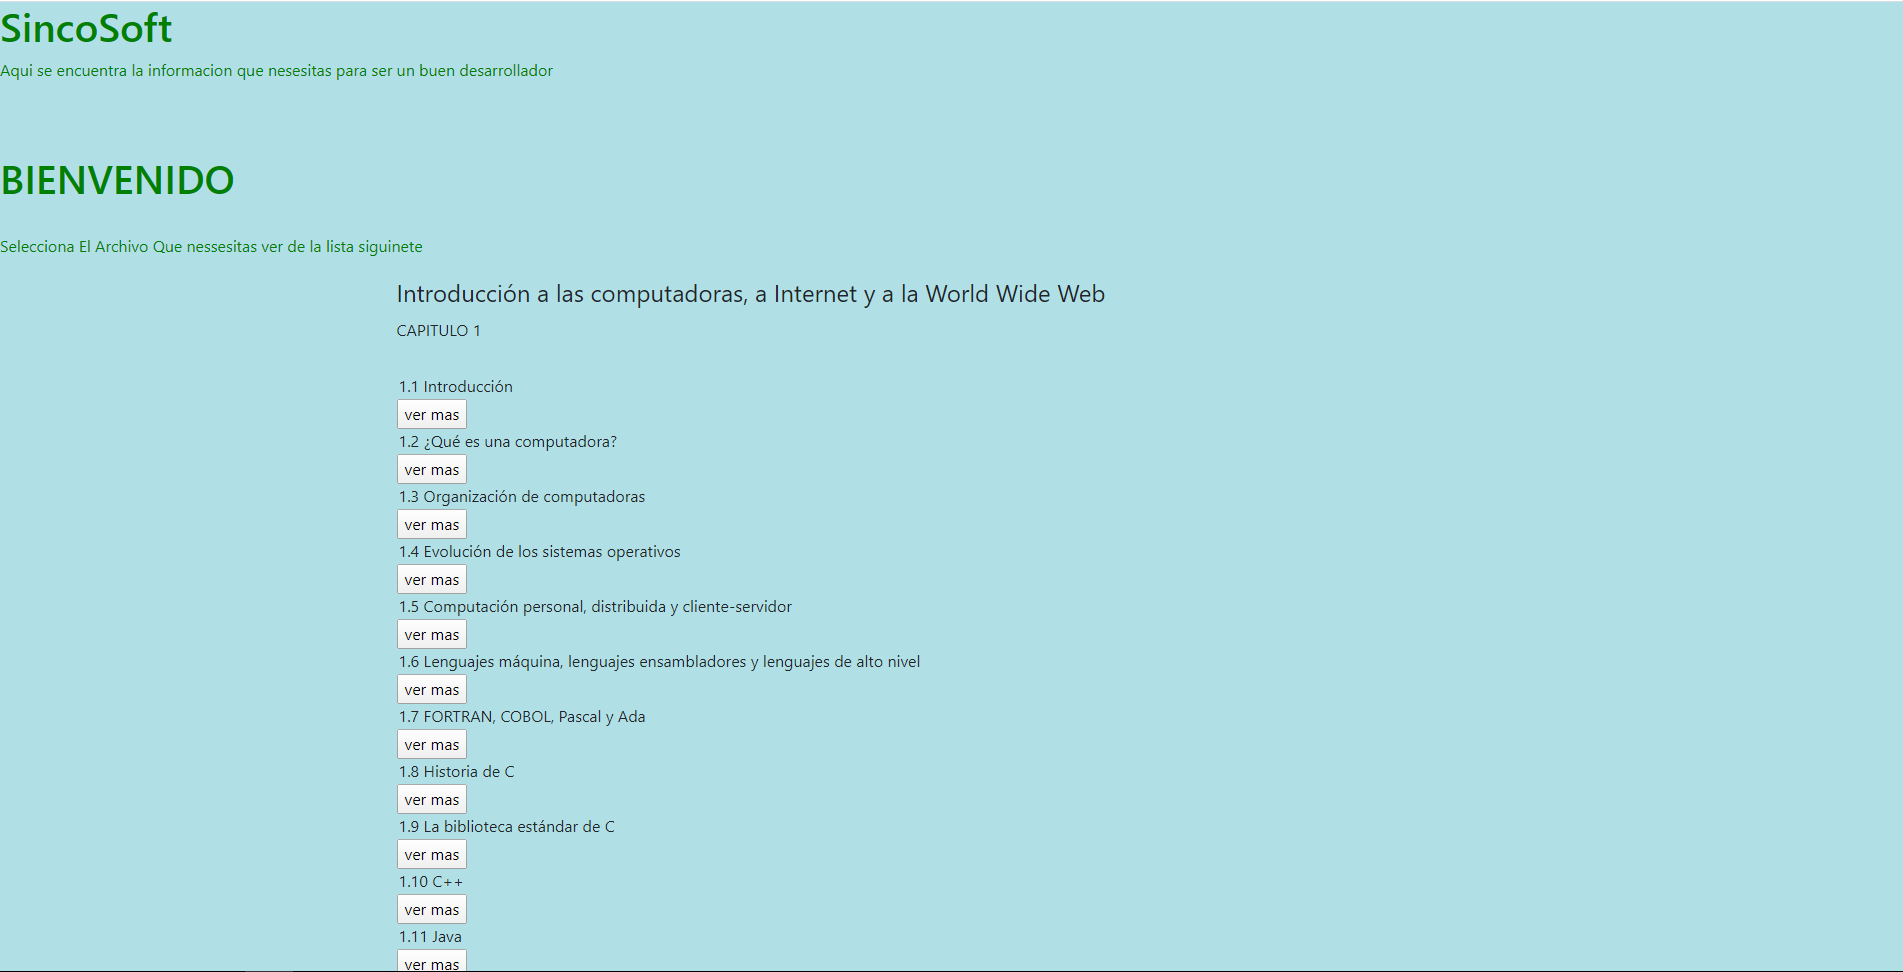 SincoSoft
Aqui se encuentra la informacion que nesesitas para ser un buen desarrollador
BIENVENIDO
Selecciona El Archivo Que nessesitas ver de la lista siguinete
Introducción a las computadoras, a Internet y a la World Wide Web
CAPITULO 1
1.1 Introducción
ver mas
1.2 ¿Qué es una computadora?
ver mas
1.3 Organización de computadoras
ver mas
1.4 Evolución de los sistemas operativos
ver mas
1.5 Computación personal, distribuida y cliente-servidor
ver mas
1.6 Lenguajes máquina, lenguajes ensambladores y lenguajes de alto nivel
ver mas
1.7 FORTRAN, COBOL, Pascal y Ada
ver mas
1.8 Historia de C
ver mas
1.9 La biblioteca estándar de C
ver mas
1.10 C++
ver mas
1.11 Java
ver mas